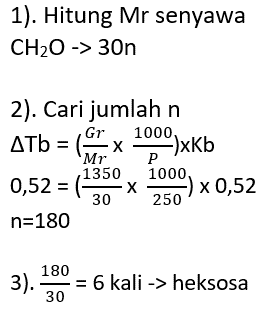 1). Hitung Mr senyawa
CH₂O -> 30n
2). Cari jumlah n
ΔTb = (Gr/Mr x 1000/P)xKb
0,52 = (1350/30 x 1000/250) x 0,52
n=180
3). 180/30 = 6 kali -> heksosa